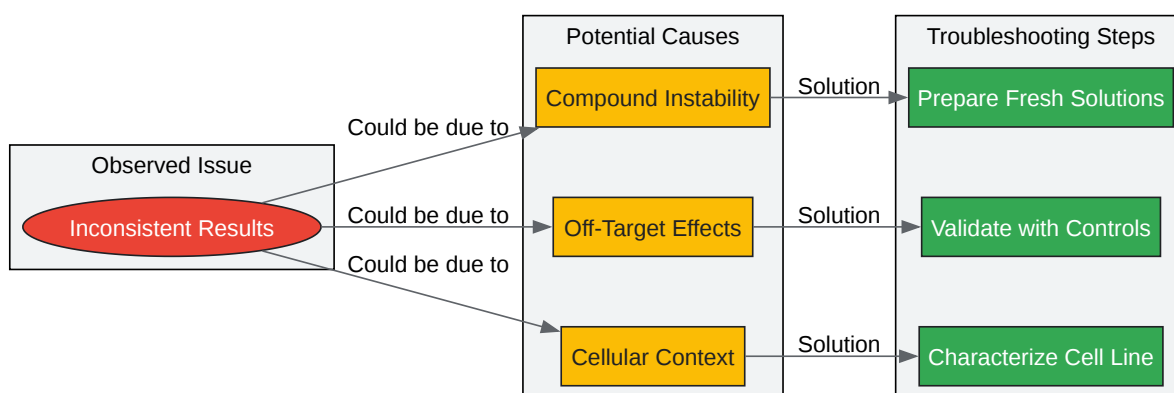 Potential Causes
Troubleshooting Steps
Compound Instability
Solution
Prepare Fresh Solutions
Could be due to
Observed Issue
Inconsistent Results
Could be due to
Off-Target Effects
Solution
Validate with Controls
Could be due to
Cellular Context
Solution
Characterize Cell Line